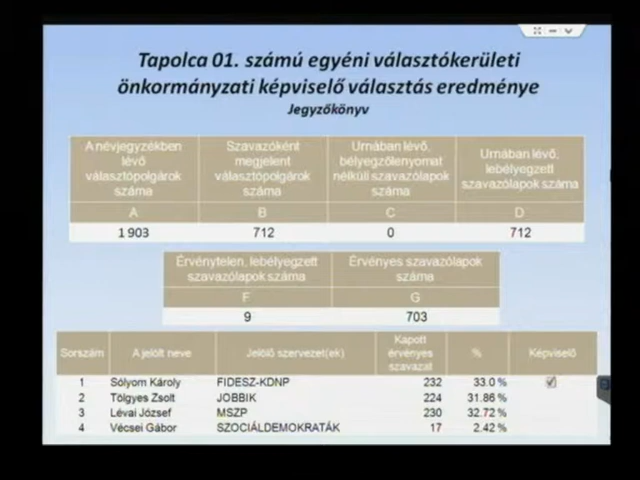 Tapolca 01. számú egyéni választókerületi
önkormányzati képviselő választás eredménye
Jegyzőkönyv
A névjegyzékben lévő választópolgárok száma
Szavazóként megjelent választópolgárok száma
Urnában lévő, bélyegzőlenyomat nélküli szavazólapok száma
Urnában lévő, lebélyegzett szavazólapok száma
A B C D
1 903 712 0 712
Érvénytelen, lebélyegzett szavazólapok száma
Érvényes szavazólapok száma
F G
9 703
Sorszám A jelölt neve Jelölő szervezet(ek) Kapott érvényes szavazat % Képviselő
1 Sólyom Károly FIDESZ-KDNP 232 33.0 %
2 Tölgyes Zsolt JOBBIK 224 31.86 %
3 Lévai József MSZP 230 32.72 %
4 Vécsei Gábor SZOCIÁLDEMOKRATÁK 17 2.42 %